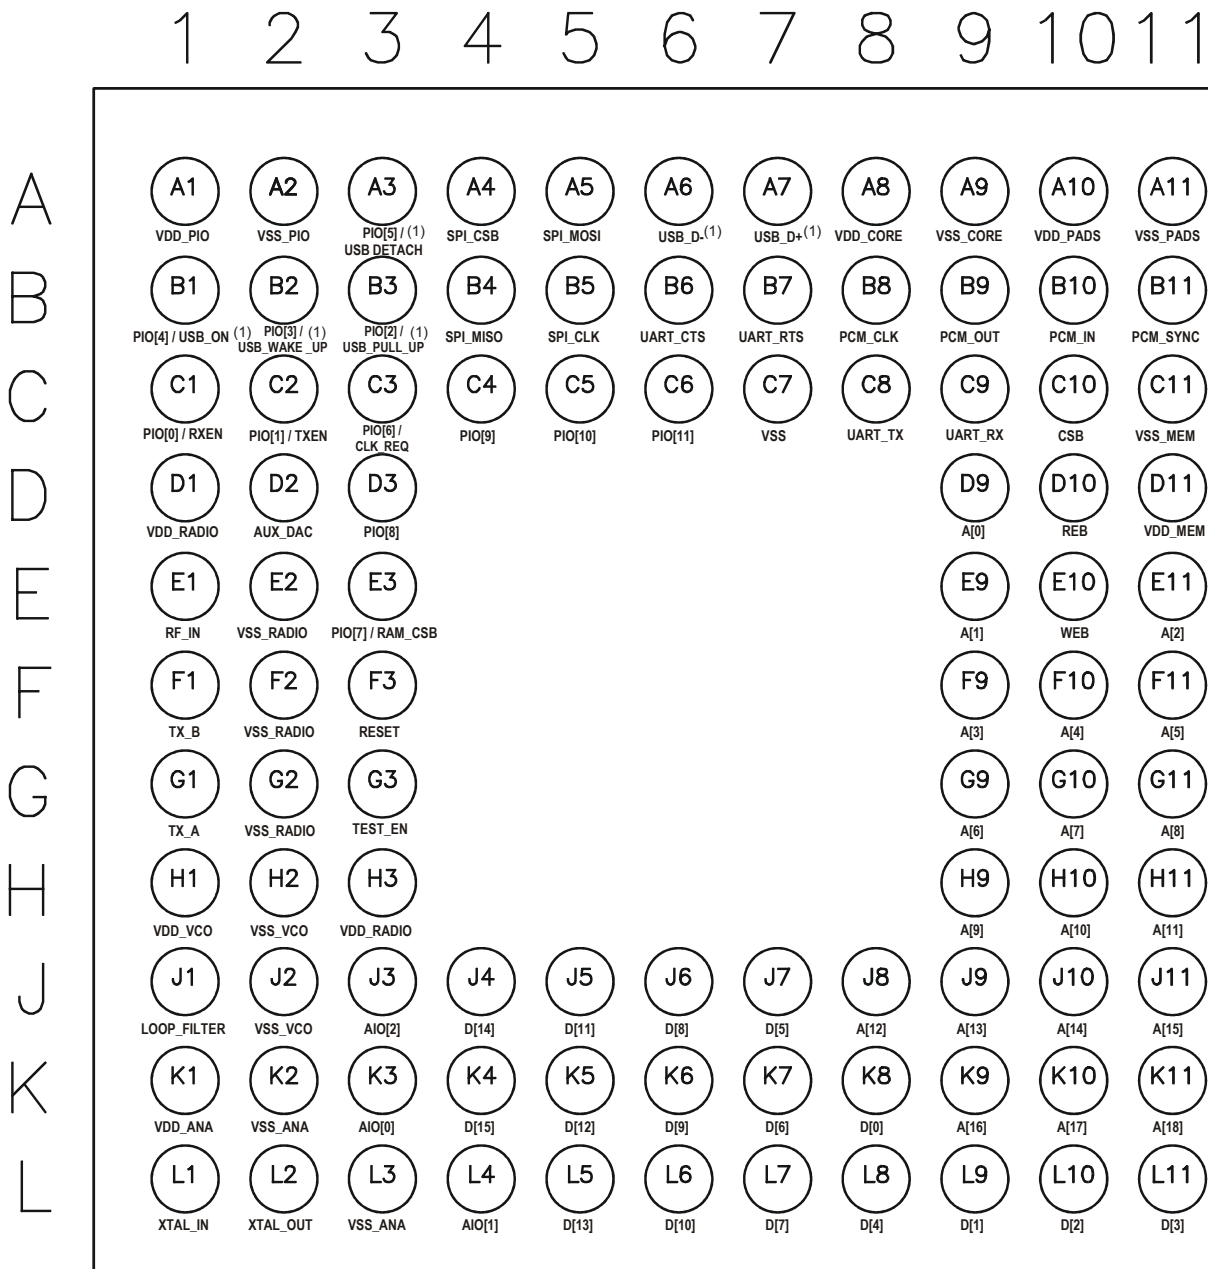 1 2 3 4 5 6 7 8 9 10 11
A
A1 A2 A3 A4 A5 A6 A7 A8 A9 A10 A11
VDD_PIO VSS_PIO PIO[5] / (1) SPI_CSB SPI_MOSI USB_D-(1) USB_D+(1) VDD_CORE VSS_CORE VDD_PADS VSS_PADS
USB DETACH
B
B1 B2 B3 B4 B5 B6 B7 B8 B9 B10 B11
PIO[4] / USB_ON (1) PIO[3] / (1) PIO[2] / (1) SPI_MISO SPI_CLK UART_CTS UART_RTS PCM_CLK PCM_OUT PCM_IN PCM_SYNC
USB_WAKE_UP USB_PULL_UP
C
C1 C2 C3 C4 C5 C6 C7 C8 C9 C10 C11
PIO[0] / RXEN PIO[1] / TXEN PIO[6] / PIO[9] PIO[10] PIO[11] VSS UART_TX UART_RX CSB VSS_MEM
CLK_REQ
D
D1 D2 D3 D9 D10 D11
VDD_RADIO AUX_DAC PIO[8] A[0] REB VDD_MEM
E
E1 E2 E3 E9 E10 E11
RF_IN VSS_RADIO PIO[7] / RAM_CSB A[1] WEB A[2]
F
F1 F2 F3 F9 F10 F11
TX_B VSS_RADIO RESET A[3] A[4] A[5]
G
G1 G2 G3 G9 G10 G11
TX_A VSS_RADIO TEST_EN A[6] A[7] A[8]
H
H1 H2 H3 H9 H10 H11
VDD_VCO VSS_VCO VDD_RADIO A[9] A[10] A[11]
J
J1 J2 J3 J4 J5 J6 J7 J8 J9 J10 J11
LOOP_FILTER VSS_VCO AIO[2] D[14] D[11] D[8] D[5] A[12] A[13] A[14] A[15]
K
K1 K2 K3 K4 K5 K6 K7 K8 K9 K10 K11
VDD_ANA VSS_ANA AIO[0] D[15] D[12] D[9] D[6] D[0] A[16] A[17] A[18]
L
L1 L2 L3 L4 L5 L6 L7 L8 L9 L10 L11
XTAL_IN XTAL_OUT VSS_ANA AIO[1] D[13] D[10] D[7] D[4] D[1] D[2] D[3]